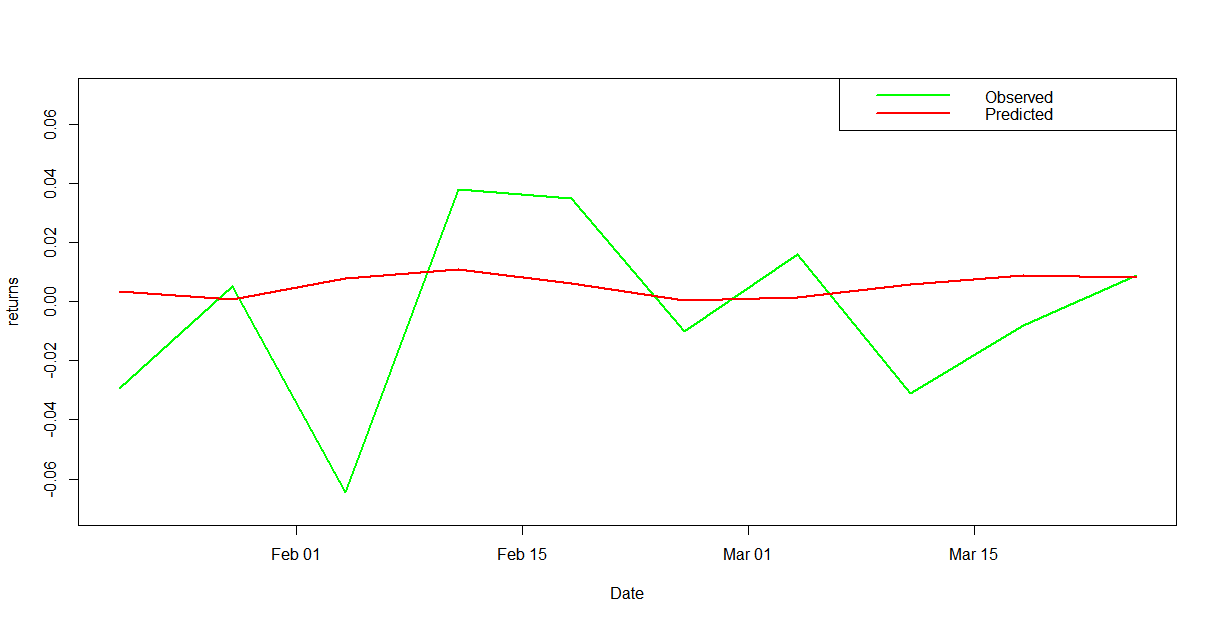 Observed
Predicted
0.06
0.04
0.02
0.00
-0.02
-0.04
-0.06
returns
Feb 01
Feb 15
Mar 01
Mar 15
Date